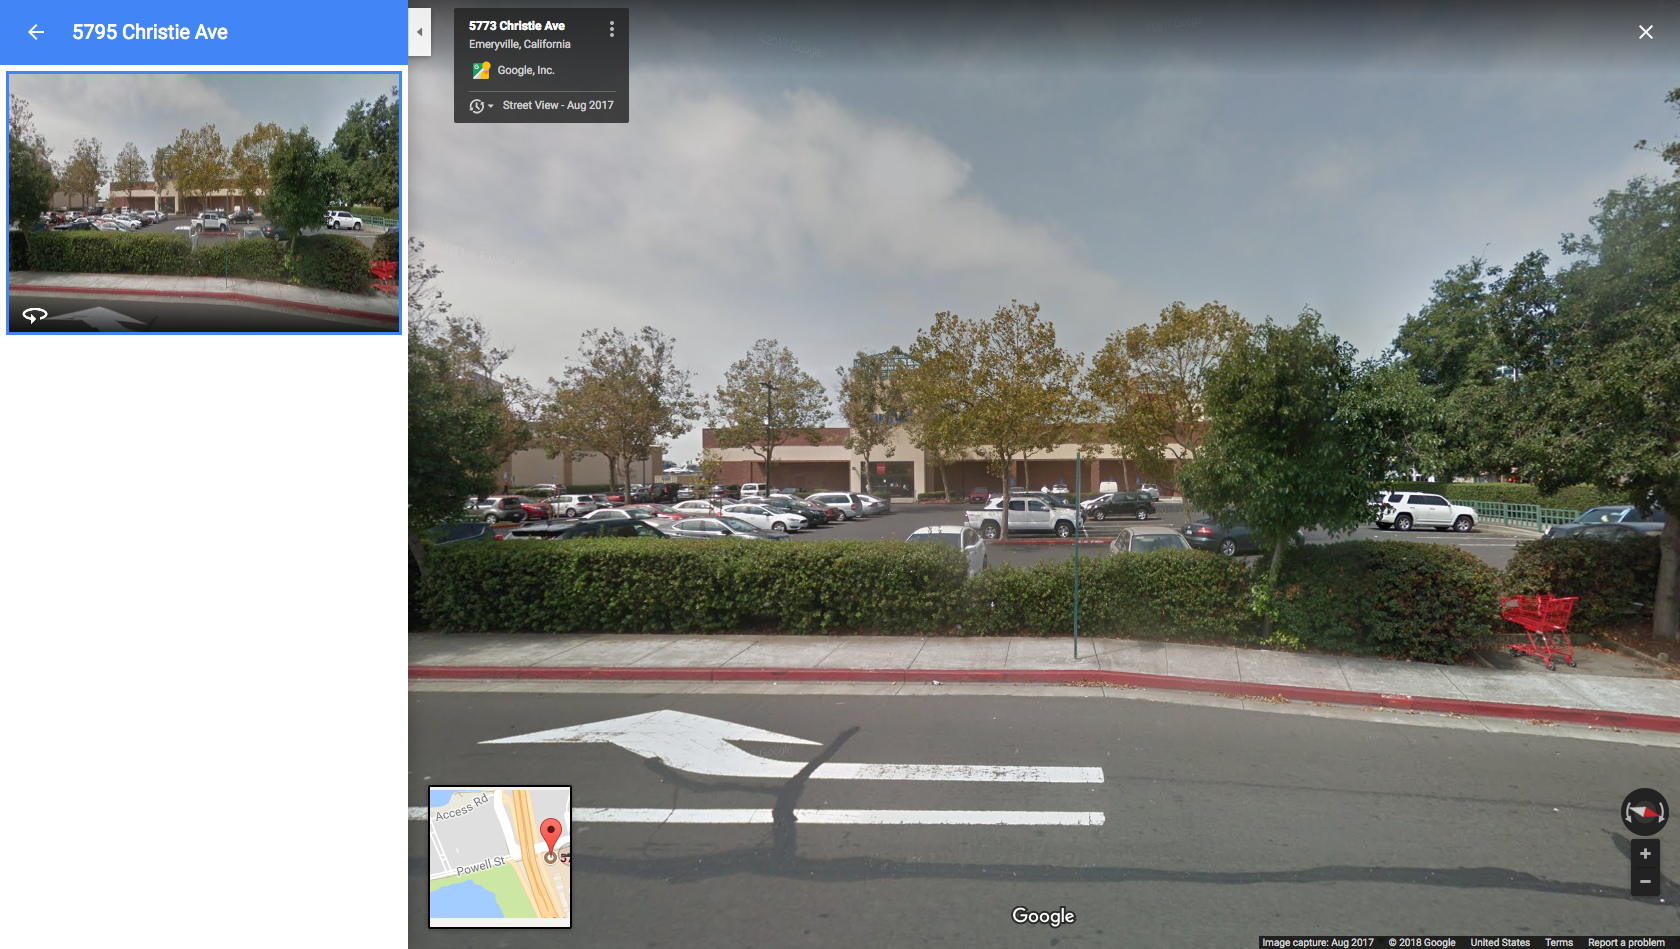 5795 Christie Ave
5773 Christie Ave
Emeryville, California
Google, Inc.
Street View - Aug 2017
Access Rd
Powell St
57
Google
Image capture: Aug 2017 © 2018 Google United States Terms Report a problem